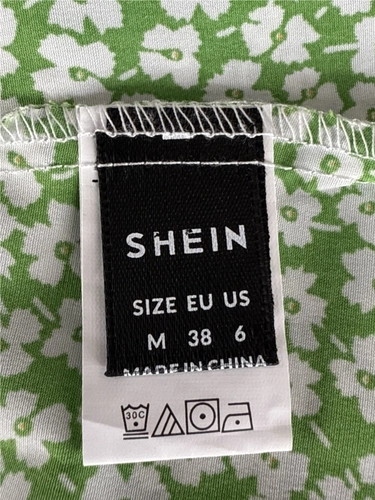 SHEIN
SIZE EU US
M 38 6
MADE IN CHINA
30C